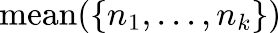 mean({n₁, . . . , nₖ})